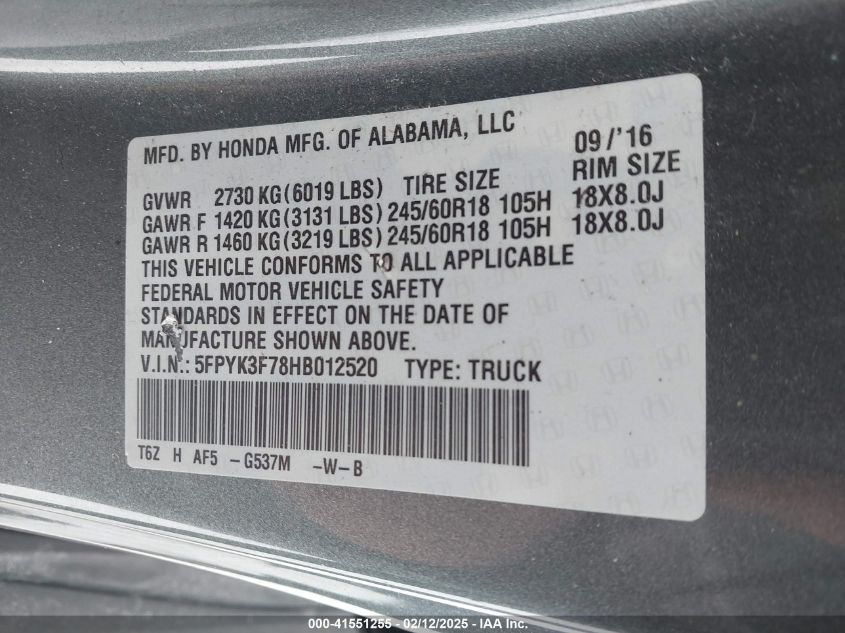 MFD. BY HONDA MFG. OF ALABAMA, LLC 09/'16
GVWR 2730 KG(6019 LBS) TIRE SIZE RIM SIZE
GAWR F 1420 KG(3131 LBS) 245/60R18 105H 18X8.0J
GAWR R 1460 KG(3219 LBS) 245/60R18 105H 18X8.0J
THIS VEHICLE CONFORMS TO ALL APPLICABLE
FEDERAL MOTOR VEHICLE SAFETY
STANDARDS IN EFFECT ON THE DATE OF
MANUFACTURE SHOWN ABOVE.
V.I.N.: 5FPYK3F78HB012520 TYPE: TRUCK
T6Z H AF5 -G537M -W-B
000-41551255 - 02/12/2025 - IAA, Inc.